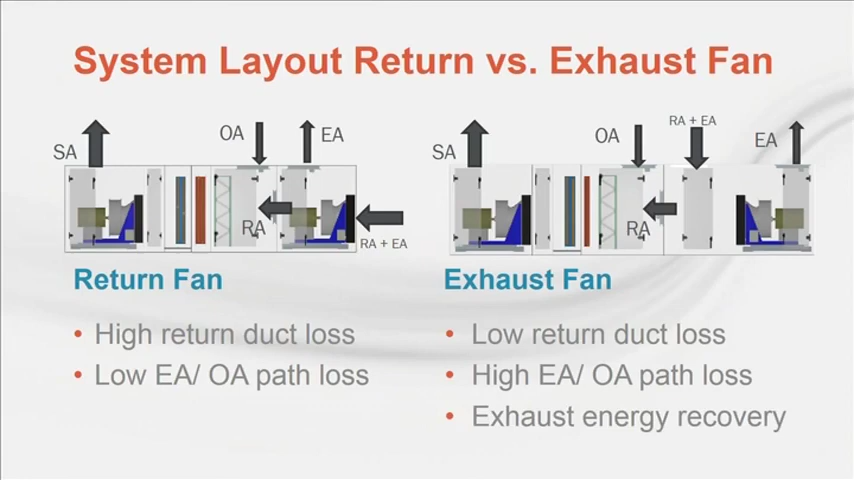 System Layout Return vs. Exhaust Fan
SA
OA
EA
RA
RA + EA
SA
OA
RA + EA
EA
RA
Return Fan
• High return duct loss
• Low EA/ OA path loss
Exhaust Fan
• Low return duct loss
• High EA/ OA path loss
• Exhaust energy recovery